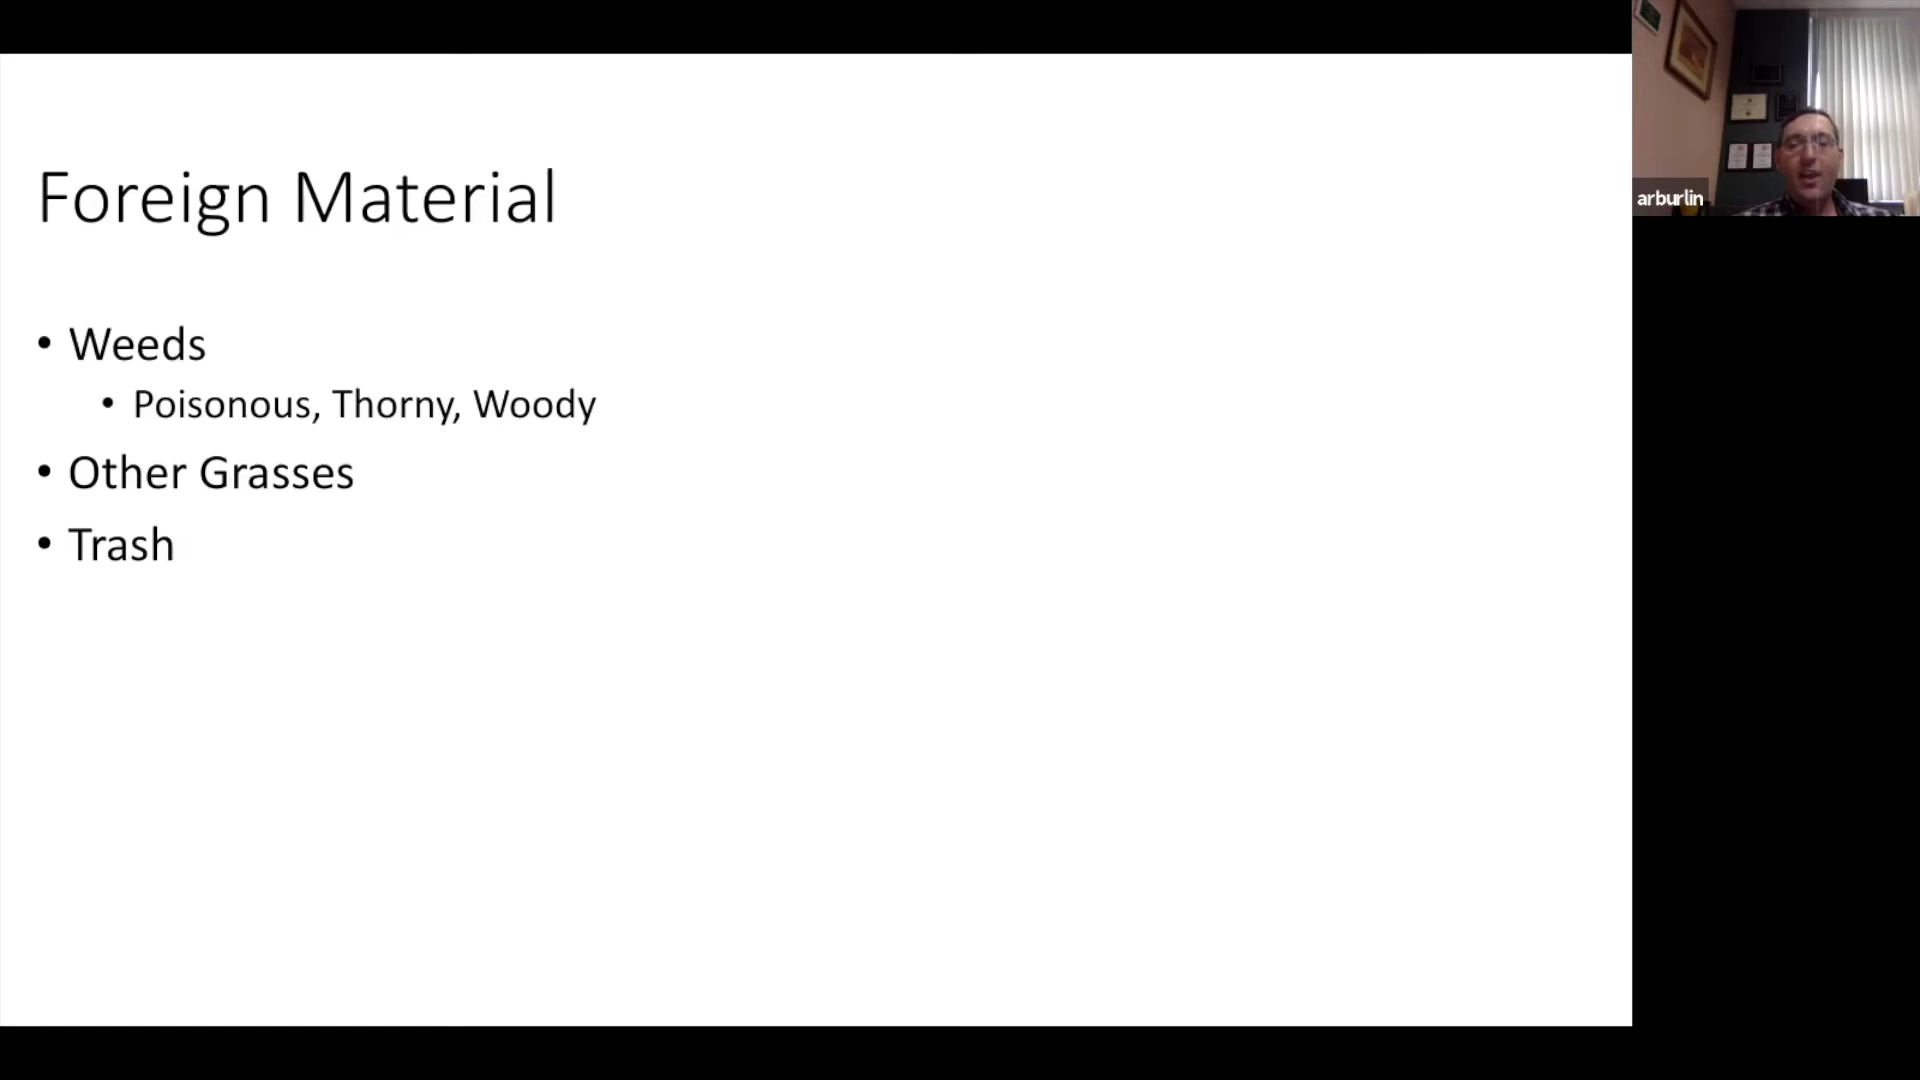 Foreign Material
• Weeds
• Poisonous, Thorny, Woody
• Other Grasses
• Trash
arburlin